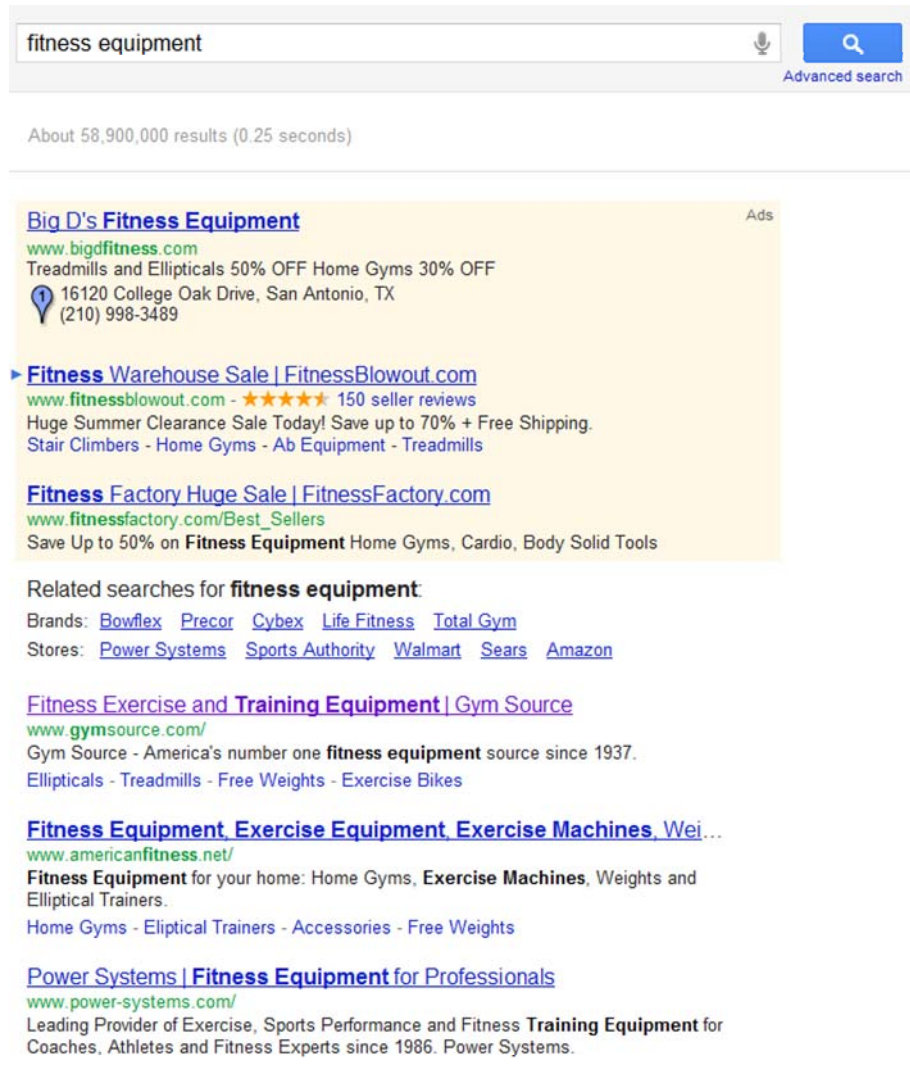 fitness equipment
Advanced search
About 58,900,000 results (0.25 seconds)
Big D's Fitness Equipment
Ads
www.bigdfitness.com
Treadmills and Ellipticals 50% OFF Home Gyms 30% OFF
1 16120 College Oak Drive, San Antonio, TX
(210) 998-3489
Fitness Warehouse Sale | FitnessBlowout.com
www.fitnessblowout.com - 150 seller reviews
Huge Summer Clearance Sale Today! Save up to 70% + Free Shipping.
Stair Climbers - Home Gyms - Ab Equipment - Treadmills
Fitness Factory Huge Sale | FitnessFactory.com
www.fitnessfactory.com/Best_Sellers
Save Up to 50% on Fitness Equipment Home Gyms, Cardio, Body Solid Tools
Related searches for fitness equipment:
Brands: Bowflex Precor Cybex Life Fitness Total Gym
Stores: Power Systems Sports Authority Walmart Sears Amazon
Fitness Exercise and Training Equipment | Gym Source
www.gymsource.com/
Gym Source - America's number one fitness equipment source since 1937.
Ellipticals - Treadmills - Free Weights - Exercise Bikes
Fitness Equipment, Exercise Equipment, Exercise Machines, Wei...
www.americanfitness.net/
Fitness Equipment for your home: Home Gyms, Exercise Machines, Weights and
Elliptical Trainers.
Home Gyms - Eliptical Trainers - Accessories - Free Weights
Power Systems | Fitness Equipment for Professionals
www.power-systems.com/
Leading Provider of Exercise, Sports Performance and Fitness Training Equipment for
Coaches, Athletes and Fitness Experts since 1986. Power Systems.